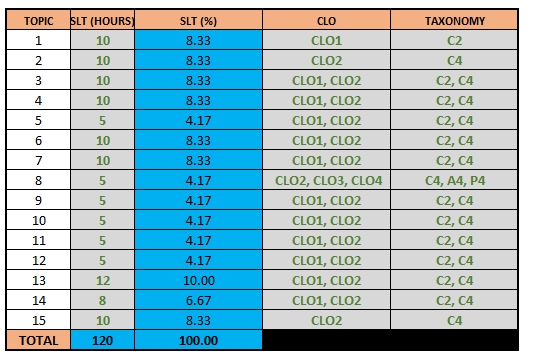 TOPIC SLT (HOURS) SLT (%) CLO TAXONOMY
1 10 8.33 CLO1 C2
2 10 8.33 CLO2 C4
3 10 8.33 CLO1, CLO2 C2, C4
4 10 8.33 CLO1, CLO2 C2, C4
5 5 4.17 CLO1, CLO2 C2, C4
6 10 8.33 CLO1, CLO2 C2, C4
7 10 8.33 CLO1, CLO2 C2, C4
8 5 4.17 CLO2, CLO3, CLO4 C4, A4, P4
9 5 4.17 CLO1, CLO2 C2, C4
10 5 4.17 CLO1, CLO2 C2, C4
11 5 4.17 CLO1, CLO2 C2, C4
12 5 4.17 CLO1, CLO2 C2, C4
13 12 10.00 CLO1, CLO2 C2, C4
14 8 6.67 CLO1, CLO2 C2, C4
15 10 8.33 CLO2 C4
TOTAL 120 100.00